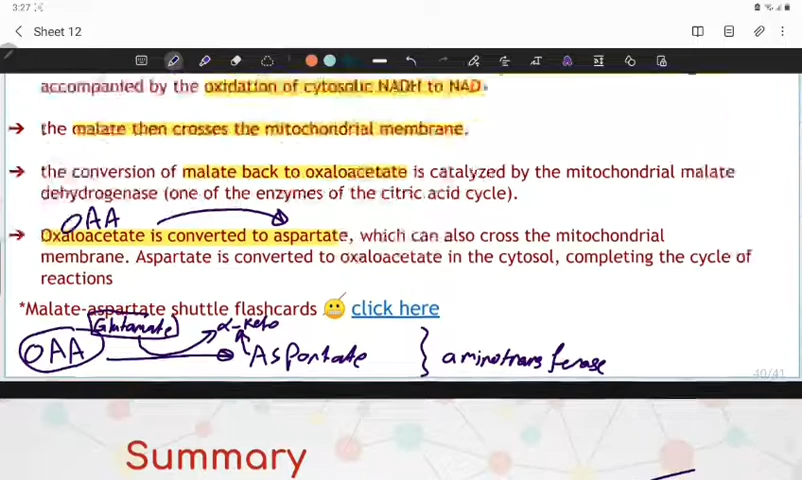 3:27
Sheet 12
accompanied by the oxidation of cytosolic NADH to NAD.
→ the malate then crosses the mitochondrial membrane.
→ the conversion of malate back to oxaloacetate is catalyzed by the mitochondrial malate
dehydrogenase (one of the enzymes of the citric acid cycle).
OAA
→ Oxaloacetate is converted to aspartate, which can also cross the mitochondrial
membrane. Aspartate is converted to oxaloacetate in the cytosol, completing the cycle of
reactions
*Malate-aspartate shuttle flashcards 😬 click here
Glutamate α-Keto
OAA Aspartate } aminotransferase
40/41
Summary